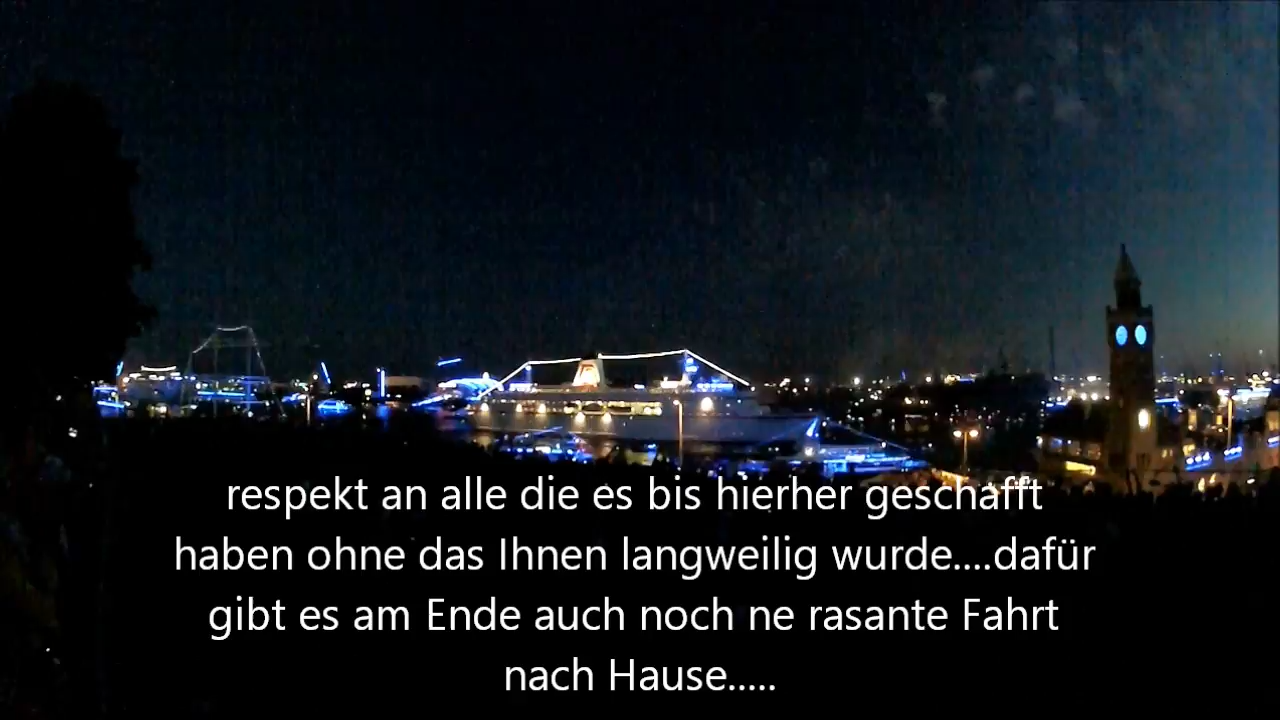 respekt an alle die es bis hierher geschafft
haben ohne das Ihnen langweilig wurde....dafür
gibt es am Ende auch noch ne rasante Fahrt
nach Hause.....